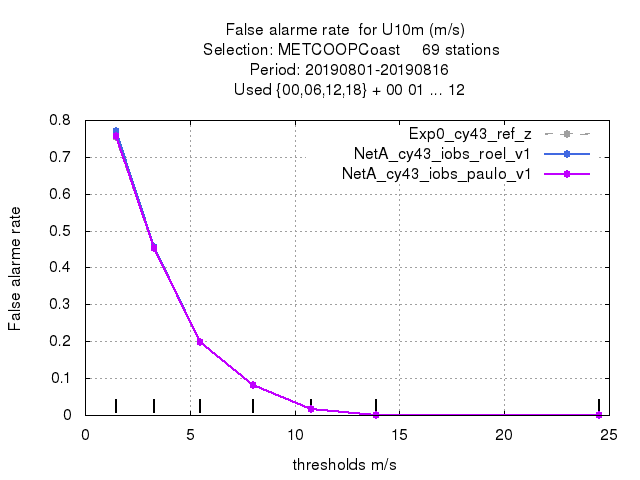 False alarme rate  for U10m (m/s)
Selection: METCOOPCoast     69 stations
Period: 20190801-20190816
Used {00,06,12,18} + 00 01 ... 12
Exp0_cy43_ref_z
NetA_cy43_iobs_roel_v1
NetA_cy43_iobs_paulo_v1
False alarme rate
0.8
0.7
0.6
0.5
0.4
0.3
0.2
0.1
0
0 5 10 15 20 25
thresholds m/s